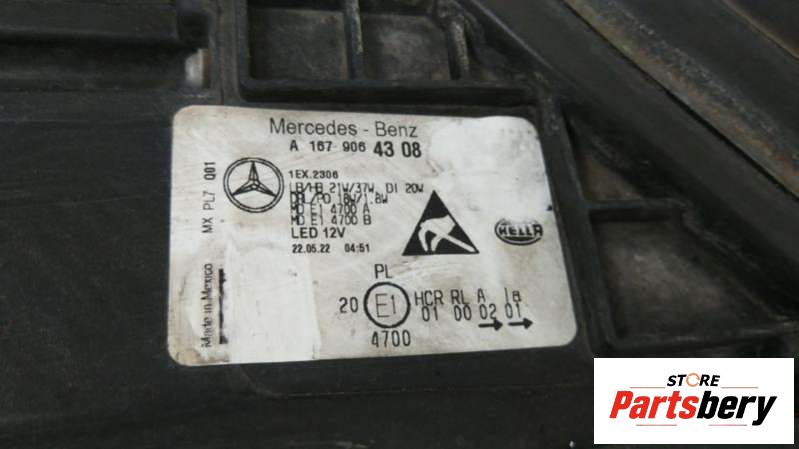 Mercedes - Benz
A 167 906 43 08
1EX.2306
LB/HB 21W/37W, DI 20W
DRL/PO 18W/1.8W
MD E1 4700 A
MD E1 4700 B
LED 12V
22.05.22 04:51
HELLA
PL
20 E1 HCR RL A 1a
01 00 02 01
4700
MX PL7 Q01
Made in Mexico
STORE
Partsbery